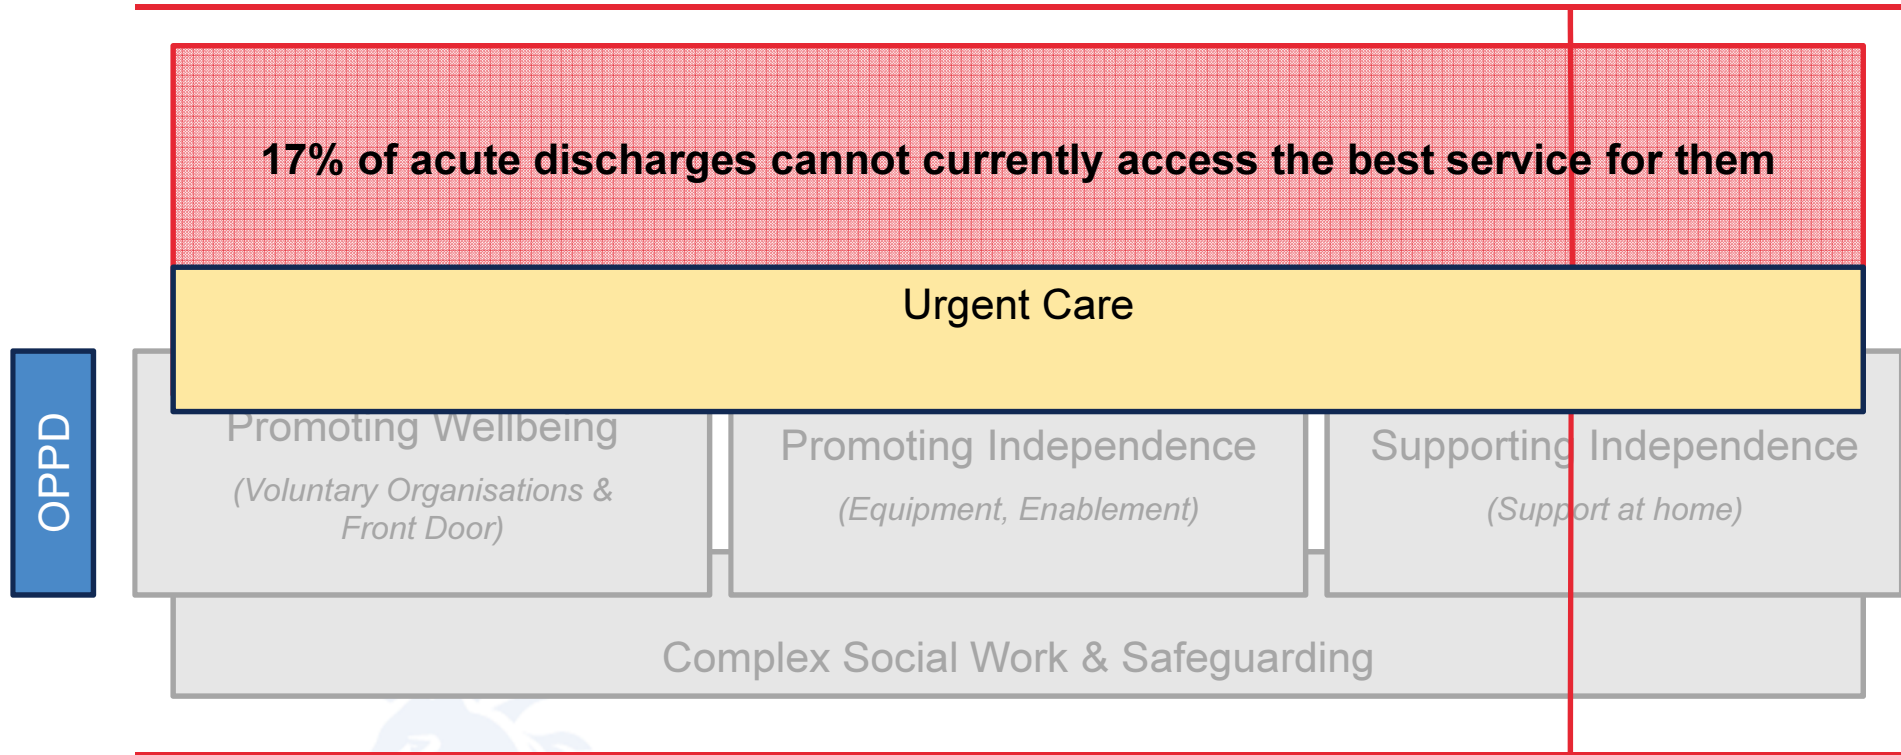 17% of acute discharges cannot currently access the best service for them
Urgent Care
OPPD
Promoting Wellbeing
(Voluntary Organisations &
Front Door)
Promoting Independence
(Equipment, Enablement)
Supporting Independence
(Support at home)
Complex Social Work & Safeguarding